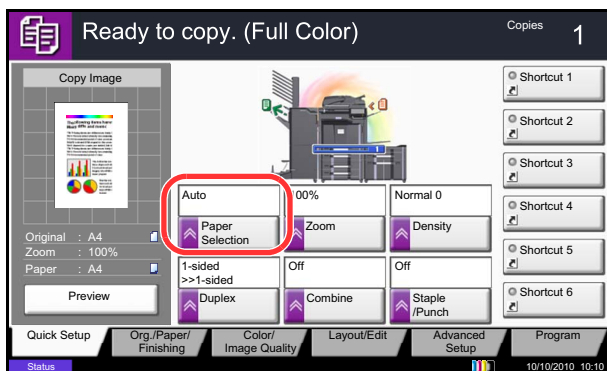 Ready to copy. (Full Color)
Copies
1
Copy Image
Original : A4
Zoom : 100%
Paper : A4
Preview
Auto
Paper
Selection
100%
Zoom
Normal 0
Density
1-sided
>>1-sided
Duplex
Off
Combine
Off
Staple
/Punch
Shortcut 1
Shortcut 2
Shortcut 3
Shortcut 4
Shortcut 5
Shortcut 6
Quick Setup
Org./Paper/
Finishing
Color/
Image Quality
Layout/Edit
Advanced
Setup
Program
Status
10/10/2010 10:10